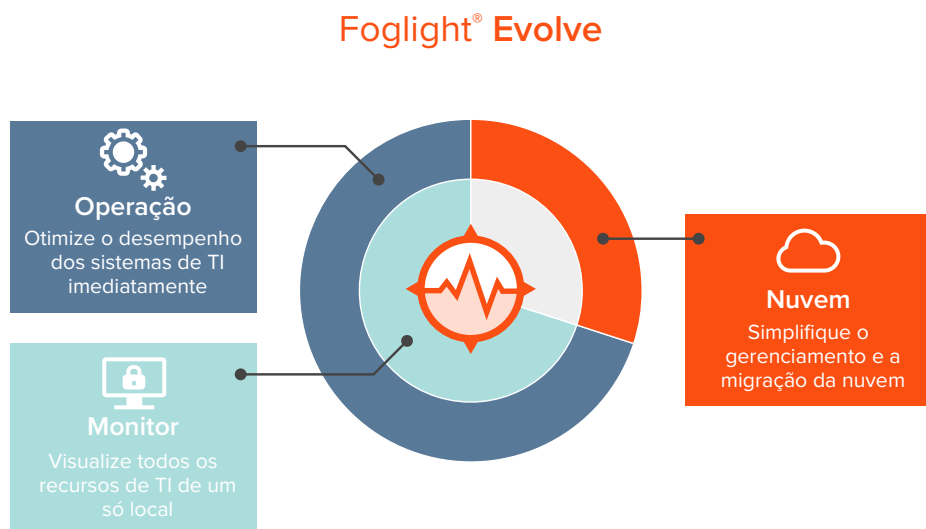 Foglight® Evolve
Operação
Otimize o desempenho
dos sistemas de TI
imediatamente
Monitor
Visualize todos os
recursos de TI de um
só local
Nuvem
Simplifique o
gerenciamento e a
migração da nuvem